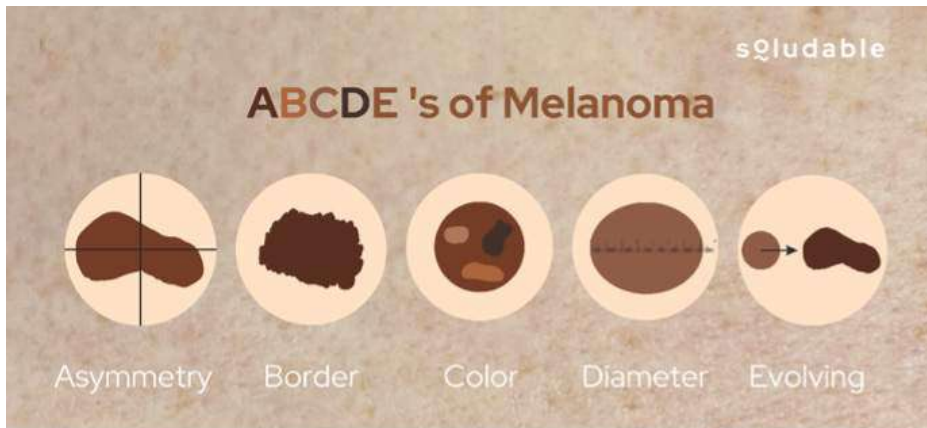 soludable
ABCDE 's of Melanoma
Asymmetry
Border
Color
Diameter
Evolving